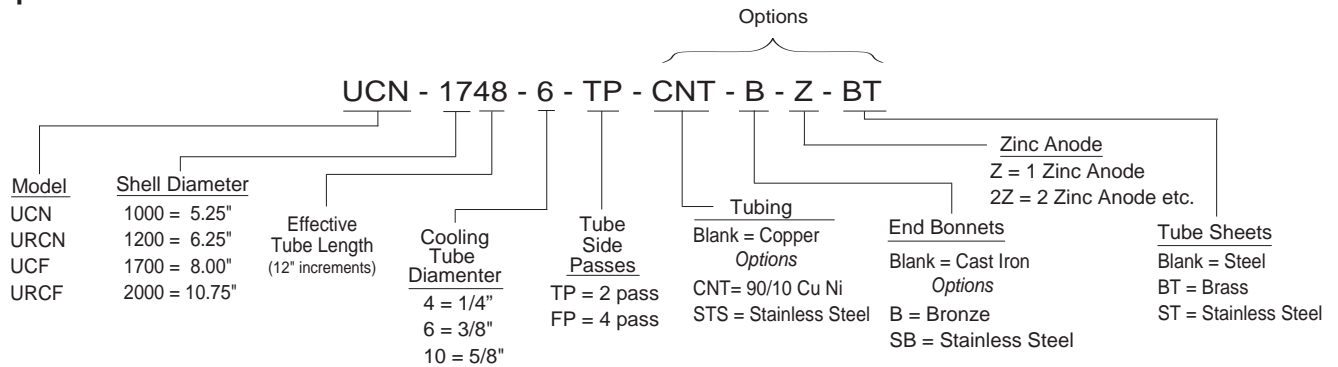 Options
UCN - 1748 - 6 - TP - CNT - B - Z - BT
Model
UCN
URCN
UCF
URCF
Shell Diameter
1000 = 5.25"
1200 = 6.25"
1700 = 8.00"
2000 = 10.75"
Effective
Tube Length
(12" increments)
Cooling
Tube
Diamenter
4 = 1/4”
6 = 3/8"
10 = 5/8"
Tube
Side
Passes
TP = 2 pass
FP = 4 pass
Tubing
Blank = Copper
Options
CNT= 90/10 Cu Ni
STS = Stainless Steel
End Bonnets
Blank = Cast Iron
Options
B = Bronze
SB = Stainless Steel
Zinc Anode
Z = 1 Zinc Anode
2Z = 2 Zinc Anode etc.
Tube Sheets
Blank = Steel
BT = Brass
ST = Stainless Steel